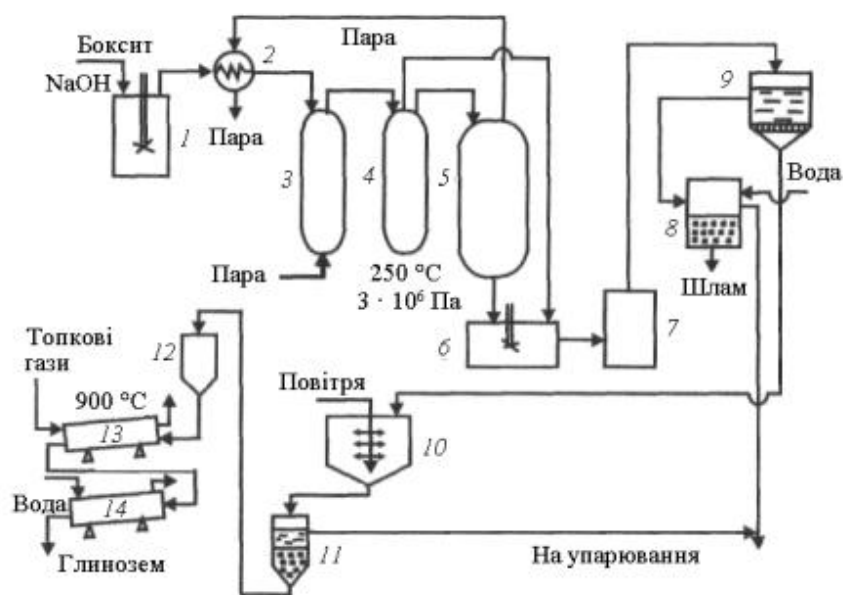 Боксит
NaOH
1
2
Пара
Пара
3
4
5
Пара
250 °C
3 · 10⁶ Па
6
7
9
Вода
8
Шлам
Топкові
гази
12
900 °C
13
Повітря
10
Вода
14
Глинозем
11
На упарювання